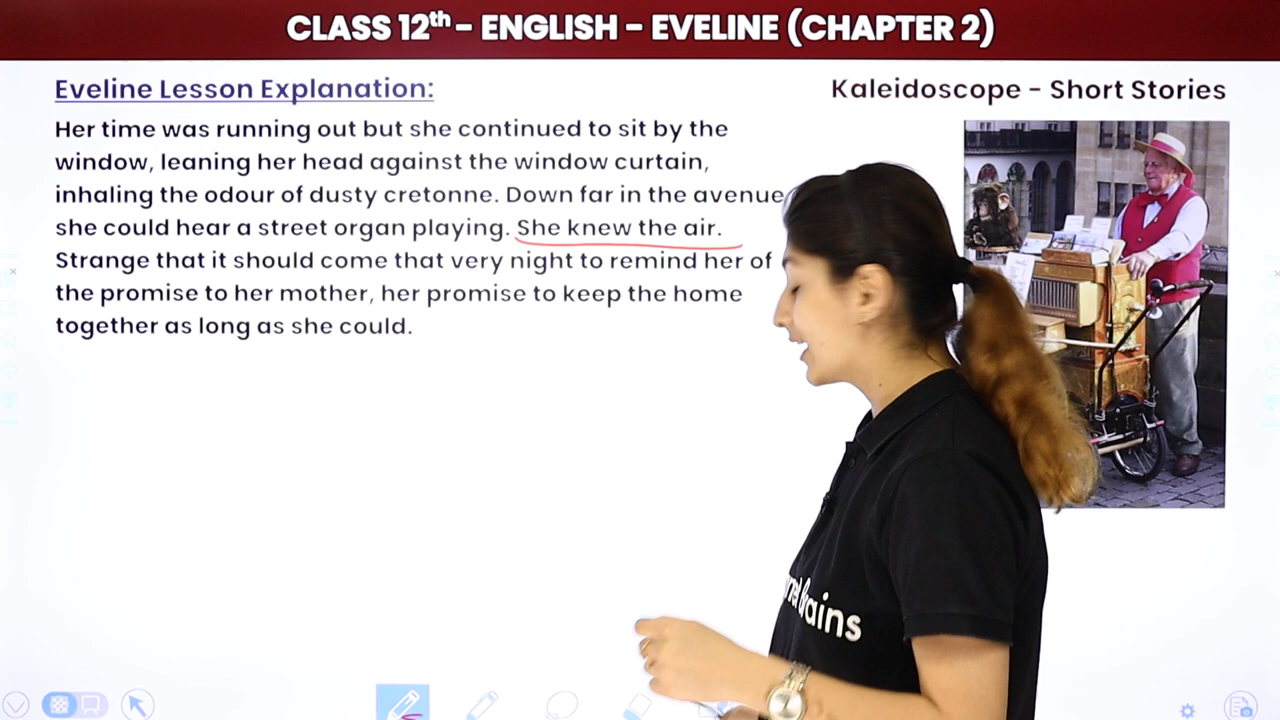 CLASS 12th - ENGLISH - EVELINE (CHAPTER 2)
Eveline Lesson Explanation:
Kaleidoscope - Short Stories
Her time was running out but she continued to sit by the
window, leaning her head against the window curtain,
inhaling the odour of dusty cretonne. Down far in the avenue
she could hear a street organ playing. She knew the air.
Strange that it should come that very night to remind her of
the promise to her mother, her promise to keep the home
together as long as she could.